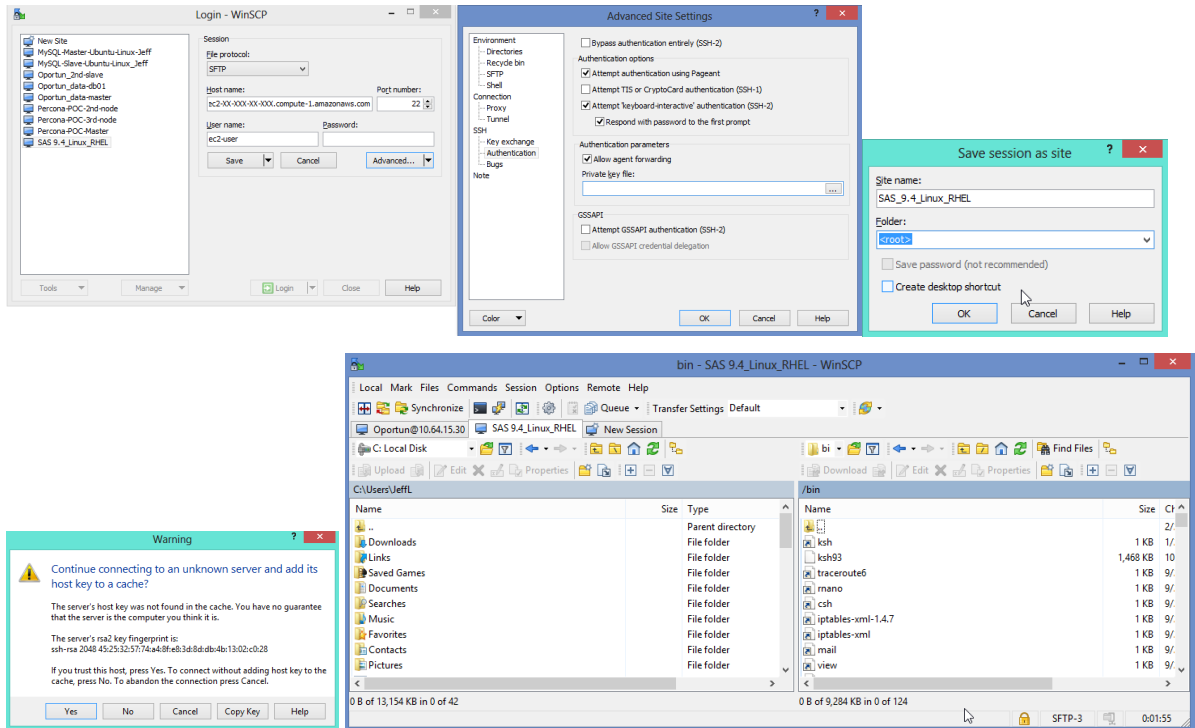 Login - WinSCP
New Site
MySQL-Master-Ubuntu-Linux-Jeff
MySQL-Slave-Ubuntu-Linux_Jeff
Oportun_2nd-slave
Oportun_data-db01
Oportun_data-master
Percona-POC-2nd-node
Percona-POC-3rd-node
Percona-POC-Master
SAS 9.4_Linux_RHEL
Session
File protocol:
SFTP
Host name:
Port number:
ec2-XX-XXX-XX-XXX.compute-1.amazonaws.com
22
User name:
Password:
ec2-user
Save
Cancel
Advanced...
Tools
Manage
Login
Close
Help
Advanced Site Settings
? X
Environment
Directories
Recycle bin
SFTP
Shell
Connection
Proxy
Tunnel
SSH
Key exchange
Authentication
Bugs
Note
Bypass authentication entirely (SSH-2)
Authentication options
Attempt authentication using Pageant
Attempt TIS or CryptoCard authentication (SSH-1)
Attempt 'keyboard-interactive' authentication (SSH-2)
Respond with password to the first prompt
Authentication parameters
Allow agent forwarding
Private key file:
...
GSSAPI
Attempt GSSAPI authentication (SSH-2)
Allow GSSAPI credential delegation
Color
OK
Cancel
Help
Save session as site
?
Site name:
SAS_9.4_Linux_RHEL
Folder:
<root>
Save password (not recommended)
Create desktop shortcut
OK
Cancel
Help
Warning
?
Continue connecting to an unknown server and add its
host key to a cache?
The server's host key was not found in the cache. You have no guarantee
that the server is the computer you think it is.
The server's rsa2 key fingerprint is:
ssh-rsa 2048 45:25:32:57:74:a4:8f:e8:3d:8d:db:4b:13:02:c0:28
If you trust this host, press Yes. To connect without adding host key to the
cache, press No. To abandon the connection press Cancel.
Yes
No
Cancel
Copy Key
Help
bin - SAS 9.4_Linux_RHEL - WinSCP
Local Mark Files Commands Session Options Remote Help
Synchronize Queue Transfer Settings Default
Oportun@10.64.15.30 SAS 9.4_Linux_RHEL New Session
C: Local Disk
bi
Find Files
Upload Edit Properties
Download Edit Properties
C:\Users\JeffL
/bin
Name Size Type
Name Size Ch
.. Parent directory
.. 2/
Downloads File folder
ksh 1 KB 1/
Links File folder
ksh93 1,468 KB 10
Saved Games File folder
traceroute6 1 KB 9/
Documents File folder
rnano 1 KB 9/
Searches File folder
csh 1 KB 9/
Music File folder
iptables-xml-1.4.7 1 KB 9/
Favorites File folder
iptables-xml 1 KB 9/
Contacts File folder
mail 1 KB 9/
Pictures File folder
view 1 KB 9/
0 B of 13,154 KB in 0 of 42
0 B of 9,284 KB in 0 of 124
SFTP-3 0:01:55